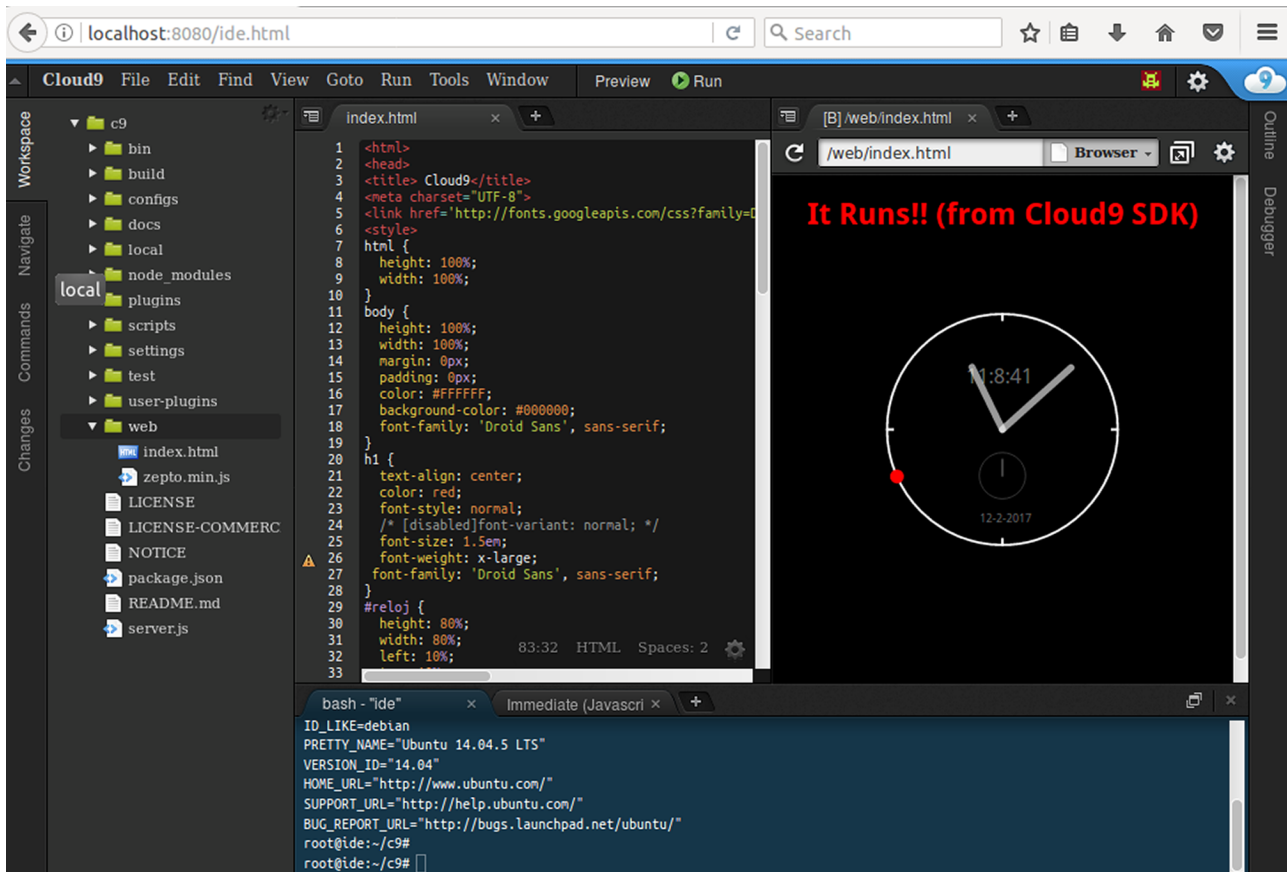 localhost:8080/ide.html
Search
Cloud9 File Edit Find View Goto Run Tools Window Preview Run
9
Workspace
Navigate
Commands
Changes
c9
bin
build
configs
docs
local
node_modules
local
plugins
scripts
settings
test
user-plugins
web
index.html
zepto.min.js
LICENSE
LICENSE-COMMERC
NOTICE
package.json
README.md
server.js
index.html
1 <html>
2 <head>
3 <title> Cloud9</title>
4 <meta charset="UTF-8">
5 <link href='http://fonts.googleapis.com/css?family=D
6 <style>
7 html {
8 height: 100%;
9 width: 100%;
10 }
11 body {
12 height: 100%;
13 width: 100%;
14 margin: 0px;
15 padding: 0px;
16 color: #FFFFFF;
17 background-color: #000000;
18 font-family: 'Droid Sans', sans-serif;
19 }
20 h1 {
21 text-align: center;
22 color: red;
23 font-style: normal;
24 /* [disabled]font-variant: normal; */
25 font-size: 1.5em;
26 font-weight: x-large;
27 font-family: 'Droid Sans', sans-serif;
28 }
29 #reloj {
30 height: 80%;
31 width: 80%;
32 left: 10%;
33
83:32 HTML Spaces: 2
[B] /web/index.html
/web/index.html
Browser
It Runs!! (from Cloud9 SDK)
11:8:41
12-2-2017
Outline
Debugger
bash - "ide"
Immediate (Javascri
ID_LIKE=debian
PRETTY_NAME="Ubuntu 14.04.5 LTS"
VERSION_ID="14.04"
HOME_URL="http://www.ubuntu.com/"
SUPPORT_URL="http://help.ubuntu.com/"
BUG_REPORT_URL="http://bugs.launchpad.net/ubuntu/"
root@ide:~/c9#
root@ide:~/c9#